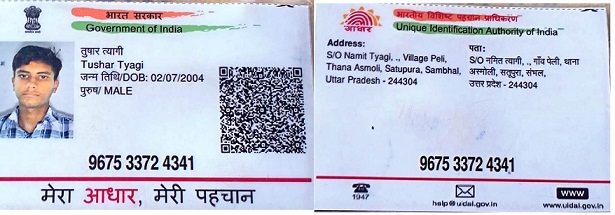 भारत सरकार
Government of India
तुषार त्यागी
Tushar Tyagi
जन्म तिथि/DOB: 02/07/2004
पुरुष/ MALE
9675 3372 4341
मेरा आधार, मेरी पहचान
आधार
भारतीय विशिष्ट पहचान प्राधिकरण
Unique Identification Authority of India
Address:
S/O Namit Tyagi, ., Village Peli,
Thana Asmoli, Satupura, Sambhal,
Uttar Pradesh - 244304
पता:
S/O नमित त्यागी, ., गाँव पेली, थाना
अस्मोली, सतूपुरा, संभल,
उत्तर प्रदेश - 244304
9675 3372 4341
1947
help@uidai.gov.in
www
www.uidai.gov.in